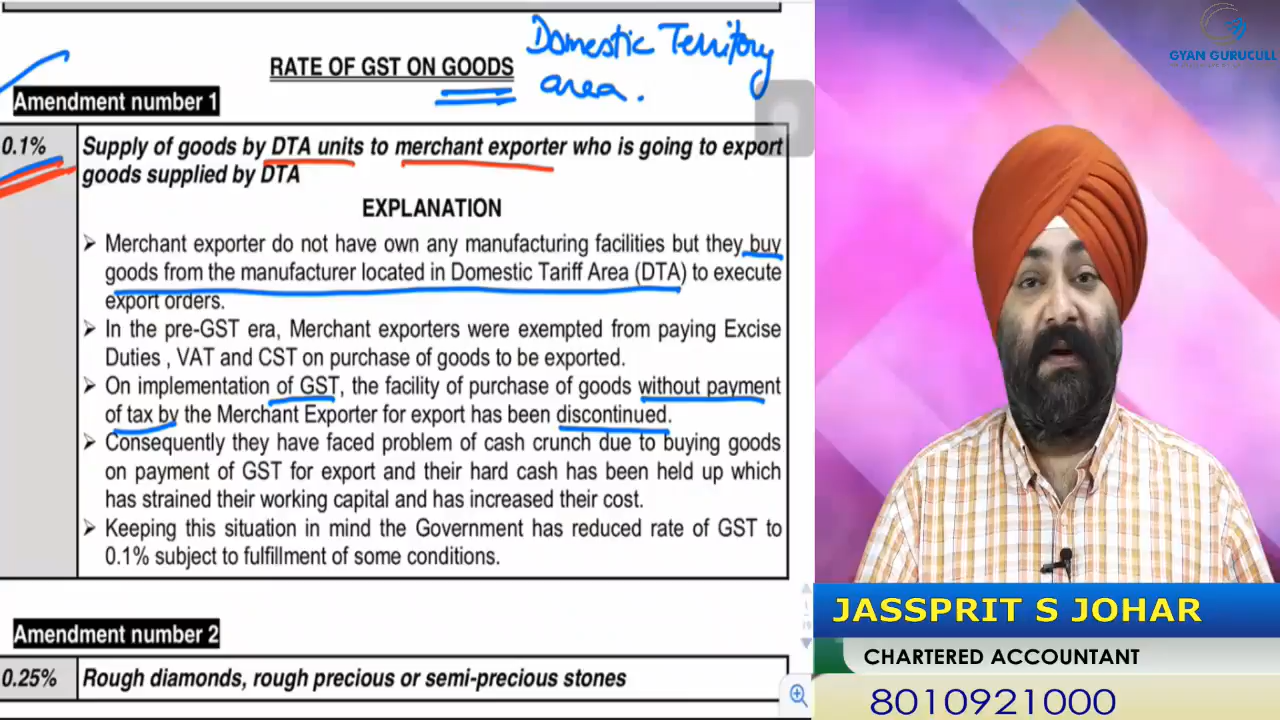 Domestic Territory
area.
RATE OF GST ON GOODS
Amendment number 1
0.1%
Supply of goods by DTA units to merchant exporter who is going to export
goods supplied by DTA
EXPLANATION
➢ Merchant exporter do not have own any manufacturing facilities but they buy
goods from the manufacturer located in Domestic Tariff Area (DTA) to execute
export orders.
➢ In the pre-GST era, Merchant exporters were exempted from paying Excise
Duties , VAT and CST on purchase of goods to be exported.
➢ On implementation of GST, the facility of purchase of goods without payment
of tax by the Merchant Exporter for export has been discontinued.
➢ Consequently they have faced problem of cash crunch due to buying goods
on payment of GST for export and their hard cash has been held up which
has strained their working capital and has increased their cost.
➢ Keeping this situation in mind the Government has reduced rate of GST to
0.1% subject to fulfillment of some conditions.
Amendment number 2
0.25%
Rough diamonds, rough precious or semi-precious stones
GYAN GURUCULL
JASSPRIT S JOHAR
CHARTERED ACCOUNTANT
8010921000